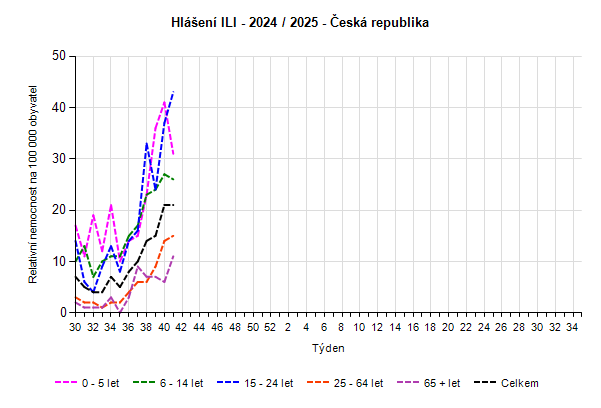 Hlášení ILI - 2024 / 2025 - Česká republika
Relativní nemocnost na 100 000 obyvatel
50
40
30
20
10
0
30 32 34 36 38 40 42 44 46 48 50 52 2 4 6 8 10 12 14 16 18 20 22 24 26 28 30 32 34
Týden
0 - 5 let 6 - 14 let 15 - 24 let 25 - 64 let 65 + let Celkem